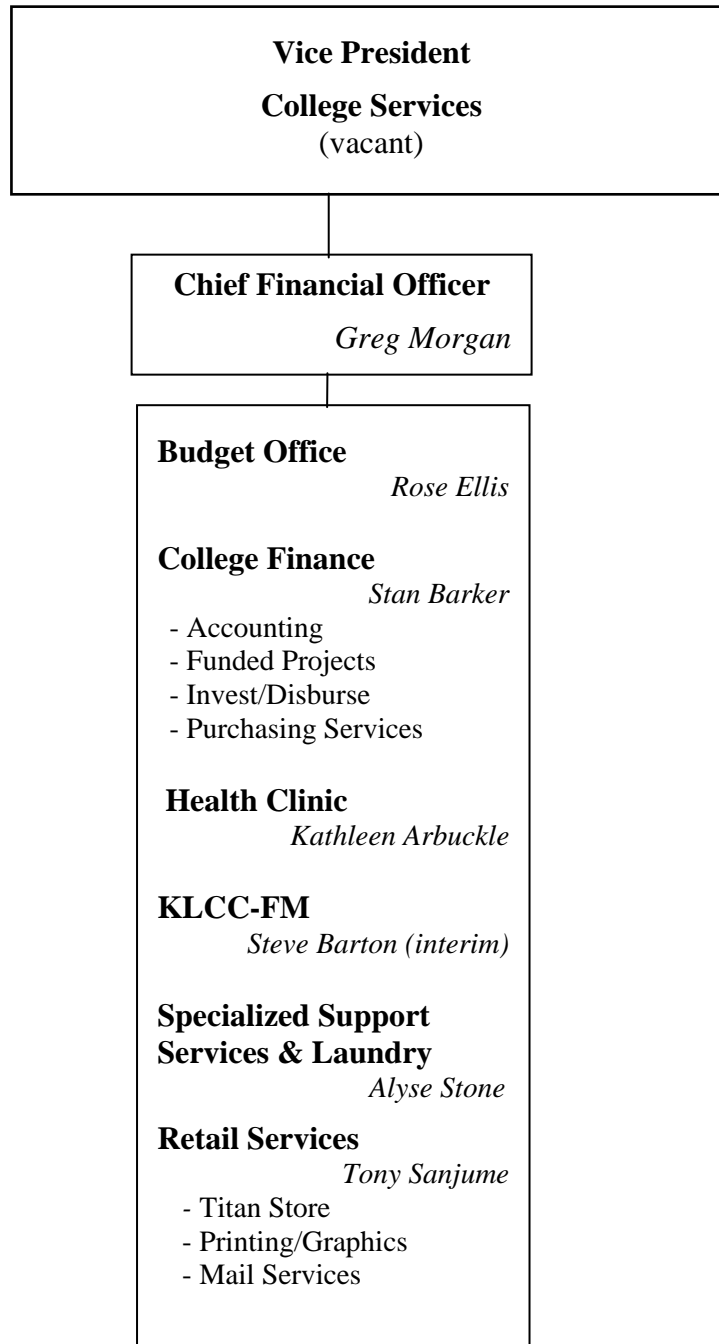 Vice President
College Services
(vacant)
Chief Financial Officer
Greg Morgan
Budget Office
Rose Ellis
College Finance
Stan Barker
- Accounting
- Funded Projects
- Invest/Disburse
- Purchasing Services
Health Clinic
Kathleen Arbuckle
KLCC-FM
Steve Barton (interim)
Specialized Support
Services & Laundry
Alyse Stone
Retail Services
Tony Sanjume
- Titan Store
- Printing/Graphics
- Mail Services